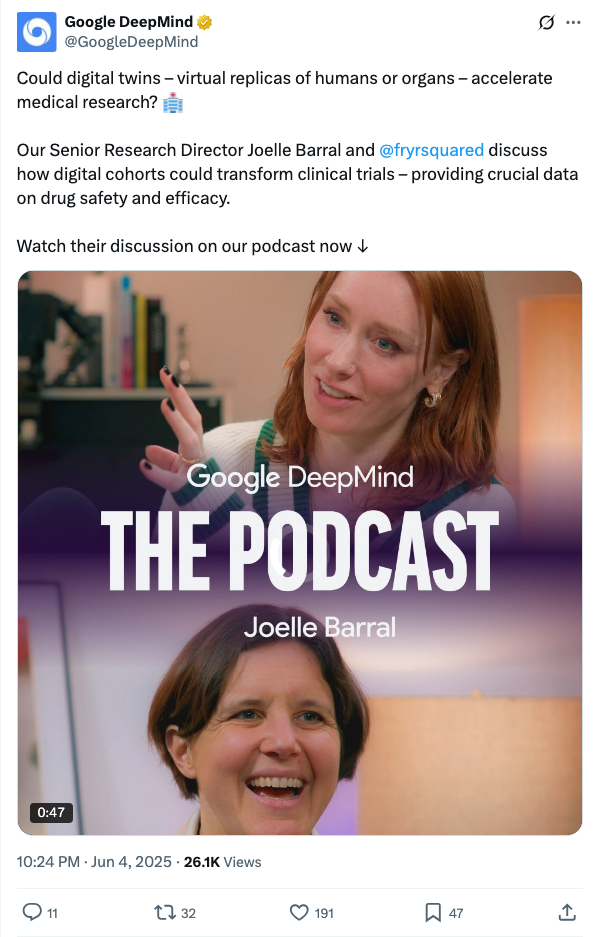 Google DeepMind
@GoogleDeepMind
Could digital twins – virtual replicas of humans or organs – accelerate
medical research? 🏥
Our Senior Research Director Joelle Barral and @fryrsquared discuss
how digital cohorts could transform clinical trials – providing crucial data
on drug safety and efficacy.
Watch their discussion on our podcast now ↓
Google DeepMind
THE PODCAST
Joelle Barral
0:47
10:24 PM · Jun 4, 2025 · 26.1K Views
11
32
191
47